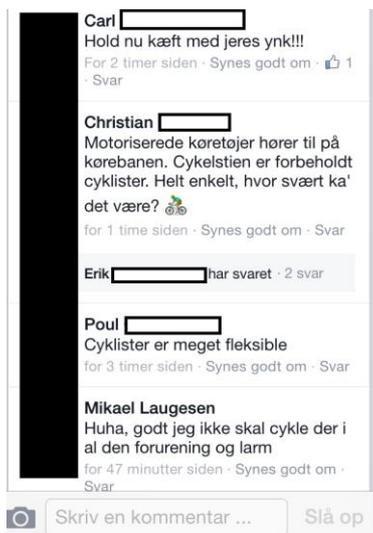 Carl
Hold nu kæft med jeres ynk!!!
For 2 timer siden · Synes godt om · 1
· Svar
Christian
Motoriserede køretøjer hører til på
kørebanen. Cykelstien er forbeholdt
cyklister. Helt enkelt, hvor svært ka'
det være? 🚴
for 1 time siden · Synes godt om · Svar
Erik har svaret · 2 svar
Poul
Cyklister er meget fleksible
for 3 timer siden · Synes godt om · Svar
Mikael Laugesen
Huha, godt jeg ikke skal cykle der i
al den forurening og larm
for 47 minutter siden · Synes godt om ·
Svar
Skriv en kommentar ... Slå op